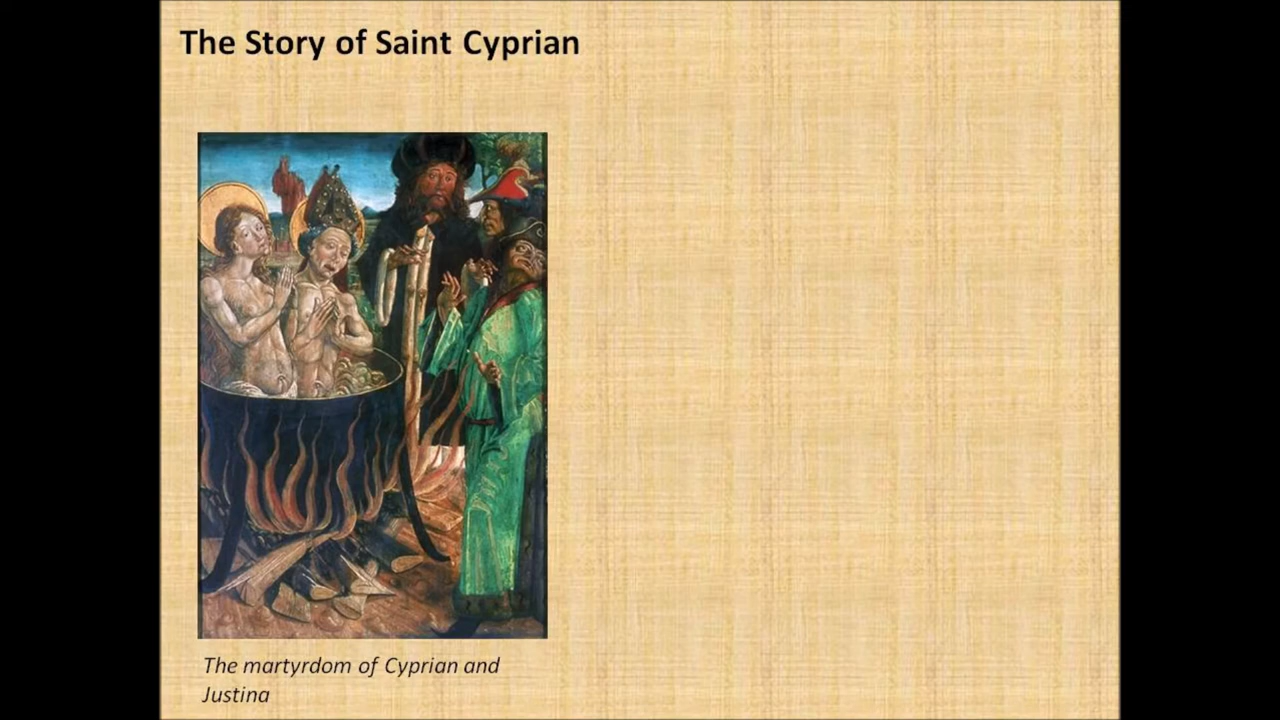 The Story of Saint Cyprian
The martyrdom of Cyprian and
Justina